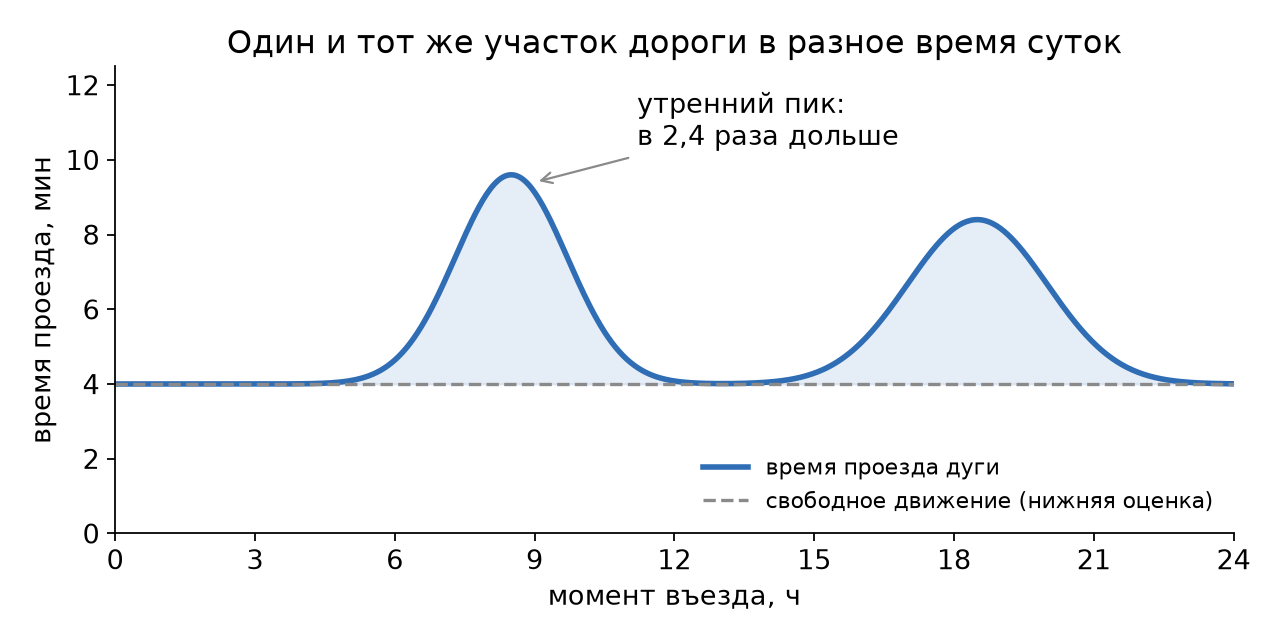 Один и тот же участок дороги в разное время суток
утренний пик:
в 2,4 раза дольше
время проезда, мин
12
10
8
6
4
2
0
время проезда дуги
свободное движение (нижняя оценка)
0 3 6 9 12 15 18 21 24
момент въезда, ч